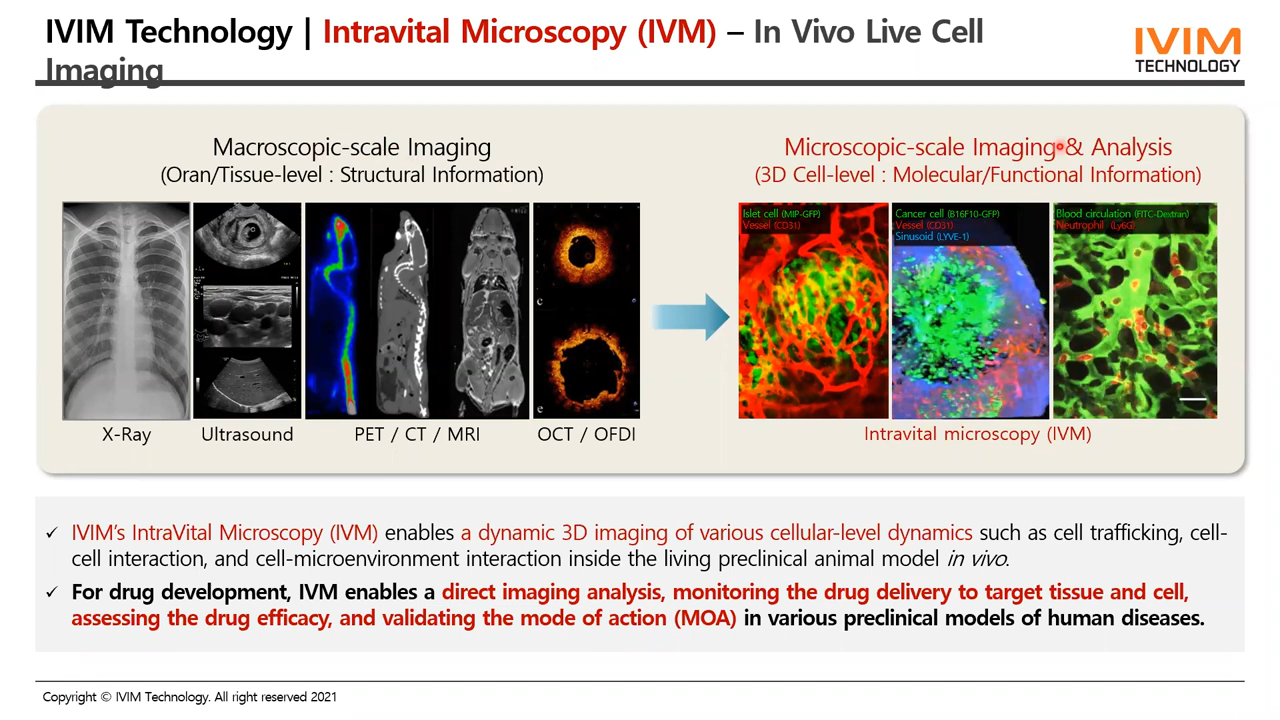 IVIM Technology | Intravital Microscopy (IVM) – In Vivo Live Cell
Imaging
IVIM
TECHNOLOGY
Macroscopic-scale Imaging
(Oran/Tissue-level : Structural Information)
Microscopic-scale Imaging & Analysis
(3D Cell-level : Molecular/Functional Information)
Islet cell (MIP-GFP)
Vessel (CD31)
Cancer cell (B16F10-GFP)
Vessel (CD31)
Sinusoid (LYVE-1)
Blood circulation (FITC-Dextran)
Neutrophil (Ly6G)
X-Ray
Ultrasound
PET / CT / MRI
OCT / OFDI
Intravital microscopy (IVM)
✓ IVIM's IntraVital Microscopy (IVM) enables a dynamic 3D imaging of various cellular-level dynamics such as cell trafficking, cell-
cell interaction, and cell-microenvironment interaction inside the living preclinical animal model in vivo.
✓ For drug development, IVM enables a direct imaging analysis, monitoring the drug delivery to target tissue and cell,
assessing the drug efficacy, and validating the mode of action (MOA) in various preclinical models of human diseases.
Copyright © IVIM Technology. All right reserved 2021